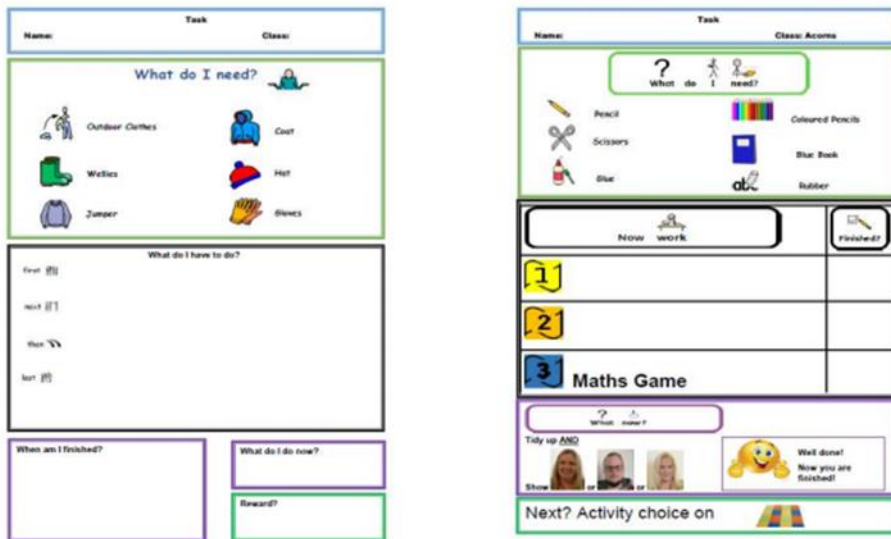 Task
Name: Class:
What do I need?
Outdoor Clothes Coat
Wellies Hat
Jumper Gloves
What do I have to do?
first
next
then
last
When am I finished?
What do I do now?
Reward?
Task
Name: Class: Acorns
?
What do I need?
Pencil Coloured Pencils
Scissors Blue Book
Glue abc Rubber
Now work Finished?
1
2
3 Maths Game
?
What now?
Tidy up AND
Show or or
Well done!
Now you are
finished!
Next? Activity choice on